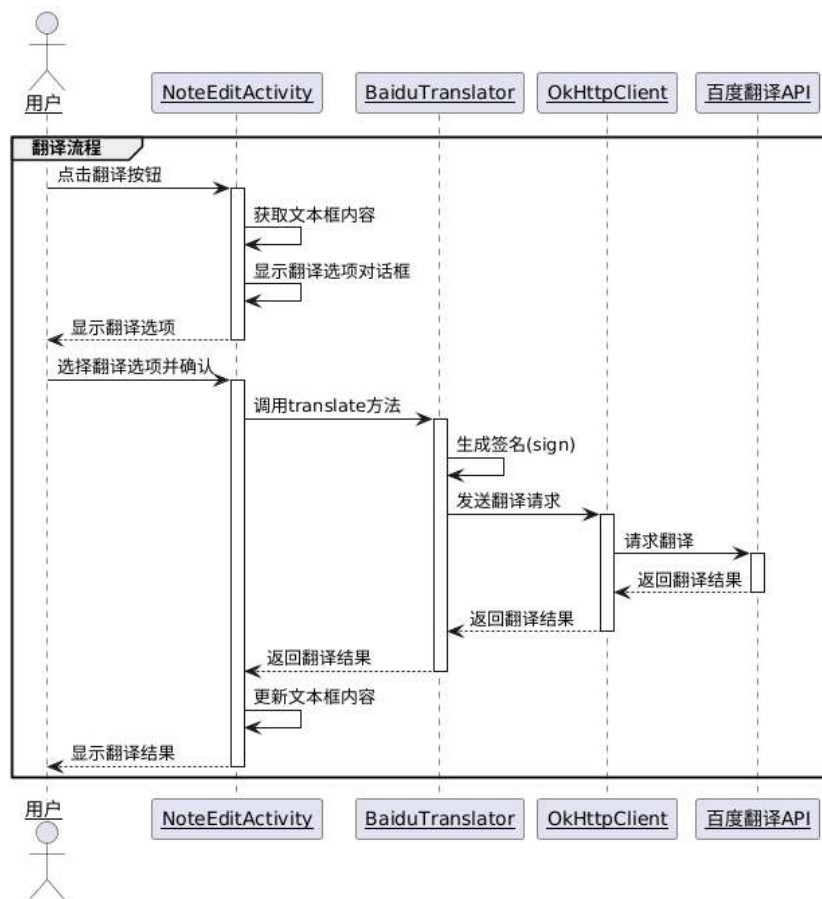 用户
NoteEditActivity
BaiduTranslator
OkHttpClient
百度翻译API
翻译流程
点击翻译按钮
获取文本框内容
显示翻译选项对话框
显示翻译选项
选择翻译选项并确认
调用translate方法
生成签名(sign)
发送翻译请求
请求翻译
返回翻译结果
返回翻译结果
返回翻译结果
更新文本框内容
显示翻译结果
用户
NoteEditActivity
BaiduTranslator
OkHttpClient
百度翻译API